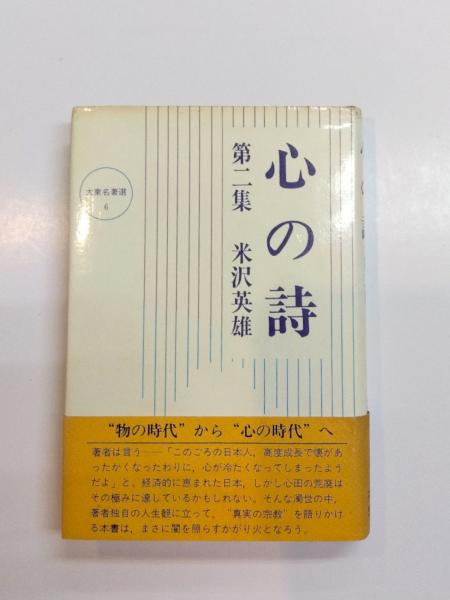 心の詩
第二集 米沢英雄
大東名著選
6
“物の時代”から“心の時代”へ
著者は言う――「このごろの日本人，高度成長で懐があ
ったかくなったわりに，心が冷たくなってしまったよう
だよ」と、経済的に恵まれた日本，しかし心田の荒廃は
その極みに達しているかもしれない。そんな濁世の中，
著者独自の人生観に立って，“真実の宗教”を語りかけ
る本書は，まさに闇を照らすかがり火となろう。